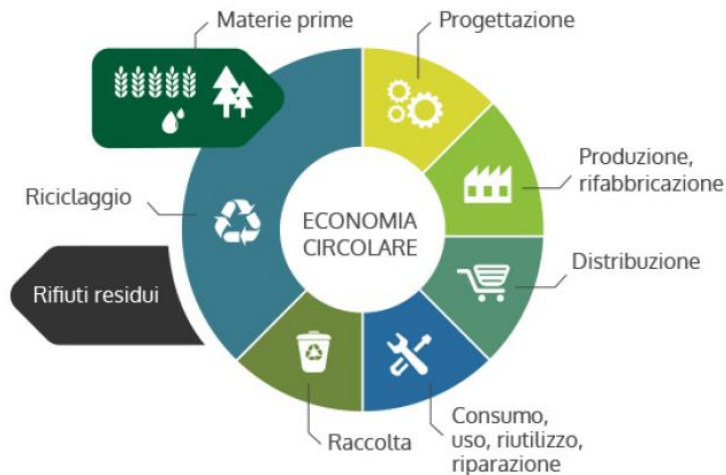 Materie prime
Progettazione
Produzione,
rifabbricazione
Riciclaggio
ECONOMIA
CIRCOLARE
Distribuzione
Rifiuti residui
Raccolta
Consumo,
uso, riutilizzo,
riparazione